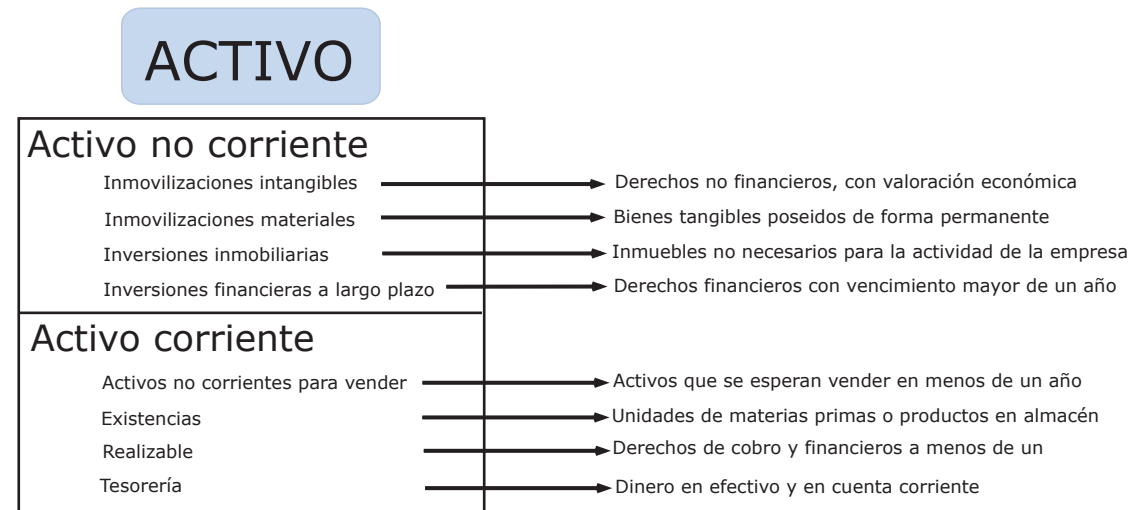 ACTIVO
Activo no corriente
Inmovilizaciones intangibles Derechos no financieros, con valoración económica
Inmovilizaciones materiales Bienes tangibles poseidos de forma permanente
Inversiones inmobiliarias Inmuebles no necesarios para la actividad de la empresa
Inversiones financieras a largo plazo Derechos financieros con vencimiento mayor de un año
Activo corriente
Activos no corrientes para vender Activos que se esperan vender en menos de un año
Existencias Unidades de materias primas o productos en almacén
Realizable Derechos de cobro y financieros a menos de un
Tesorería Dinero en efectivo y en cuenta corriente